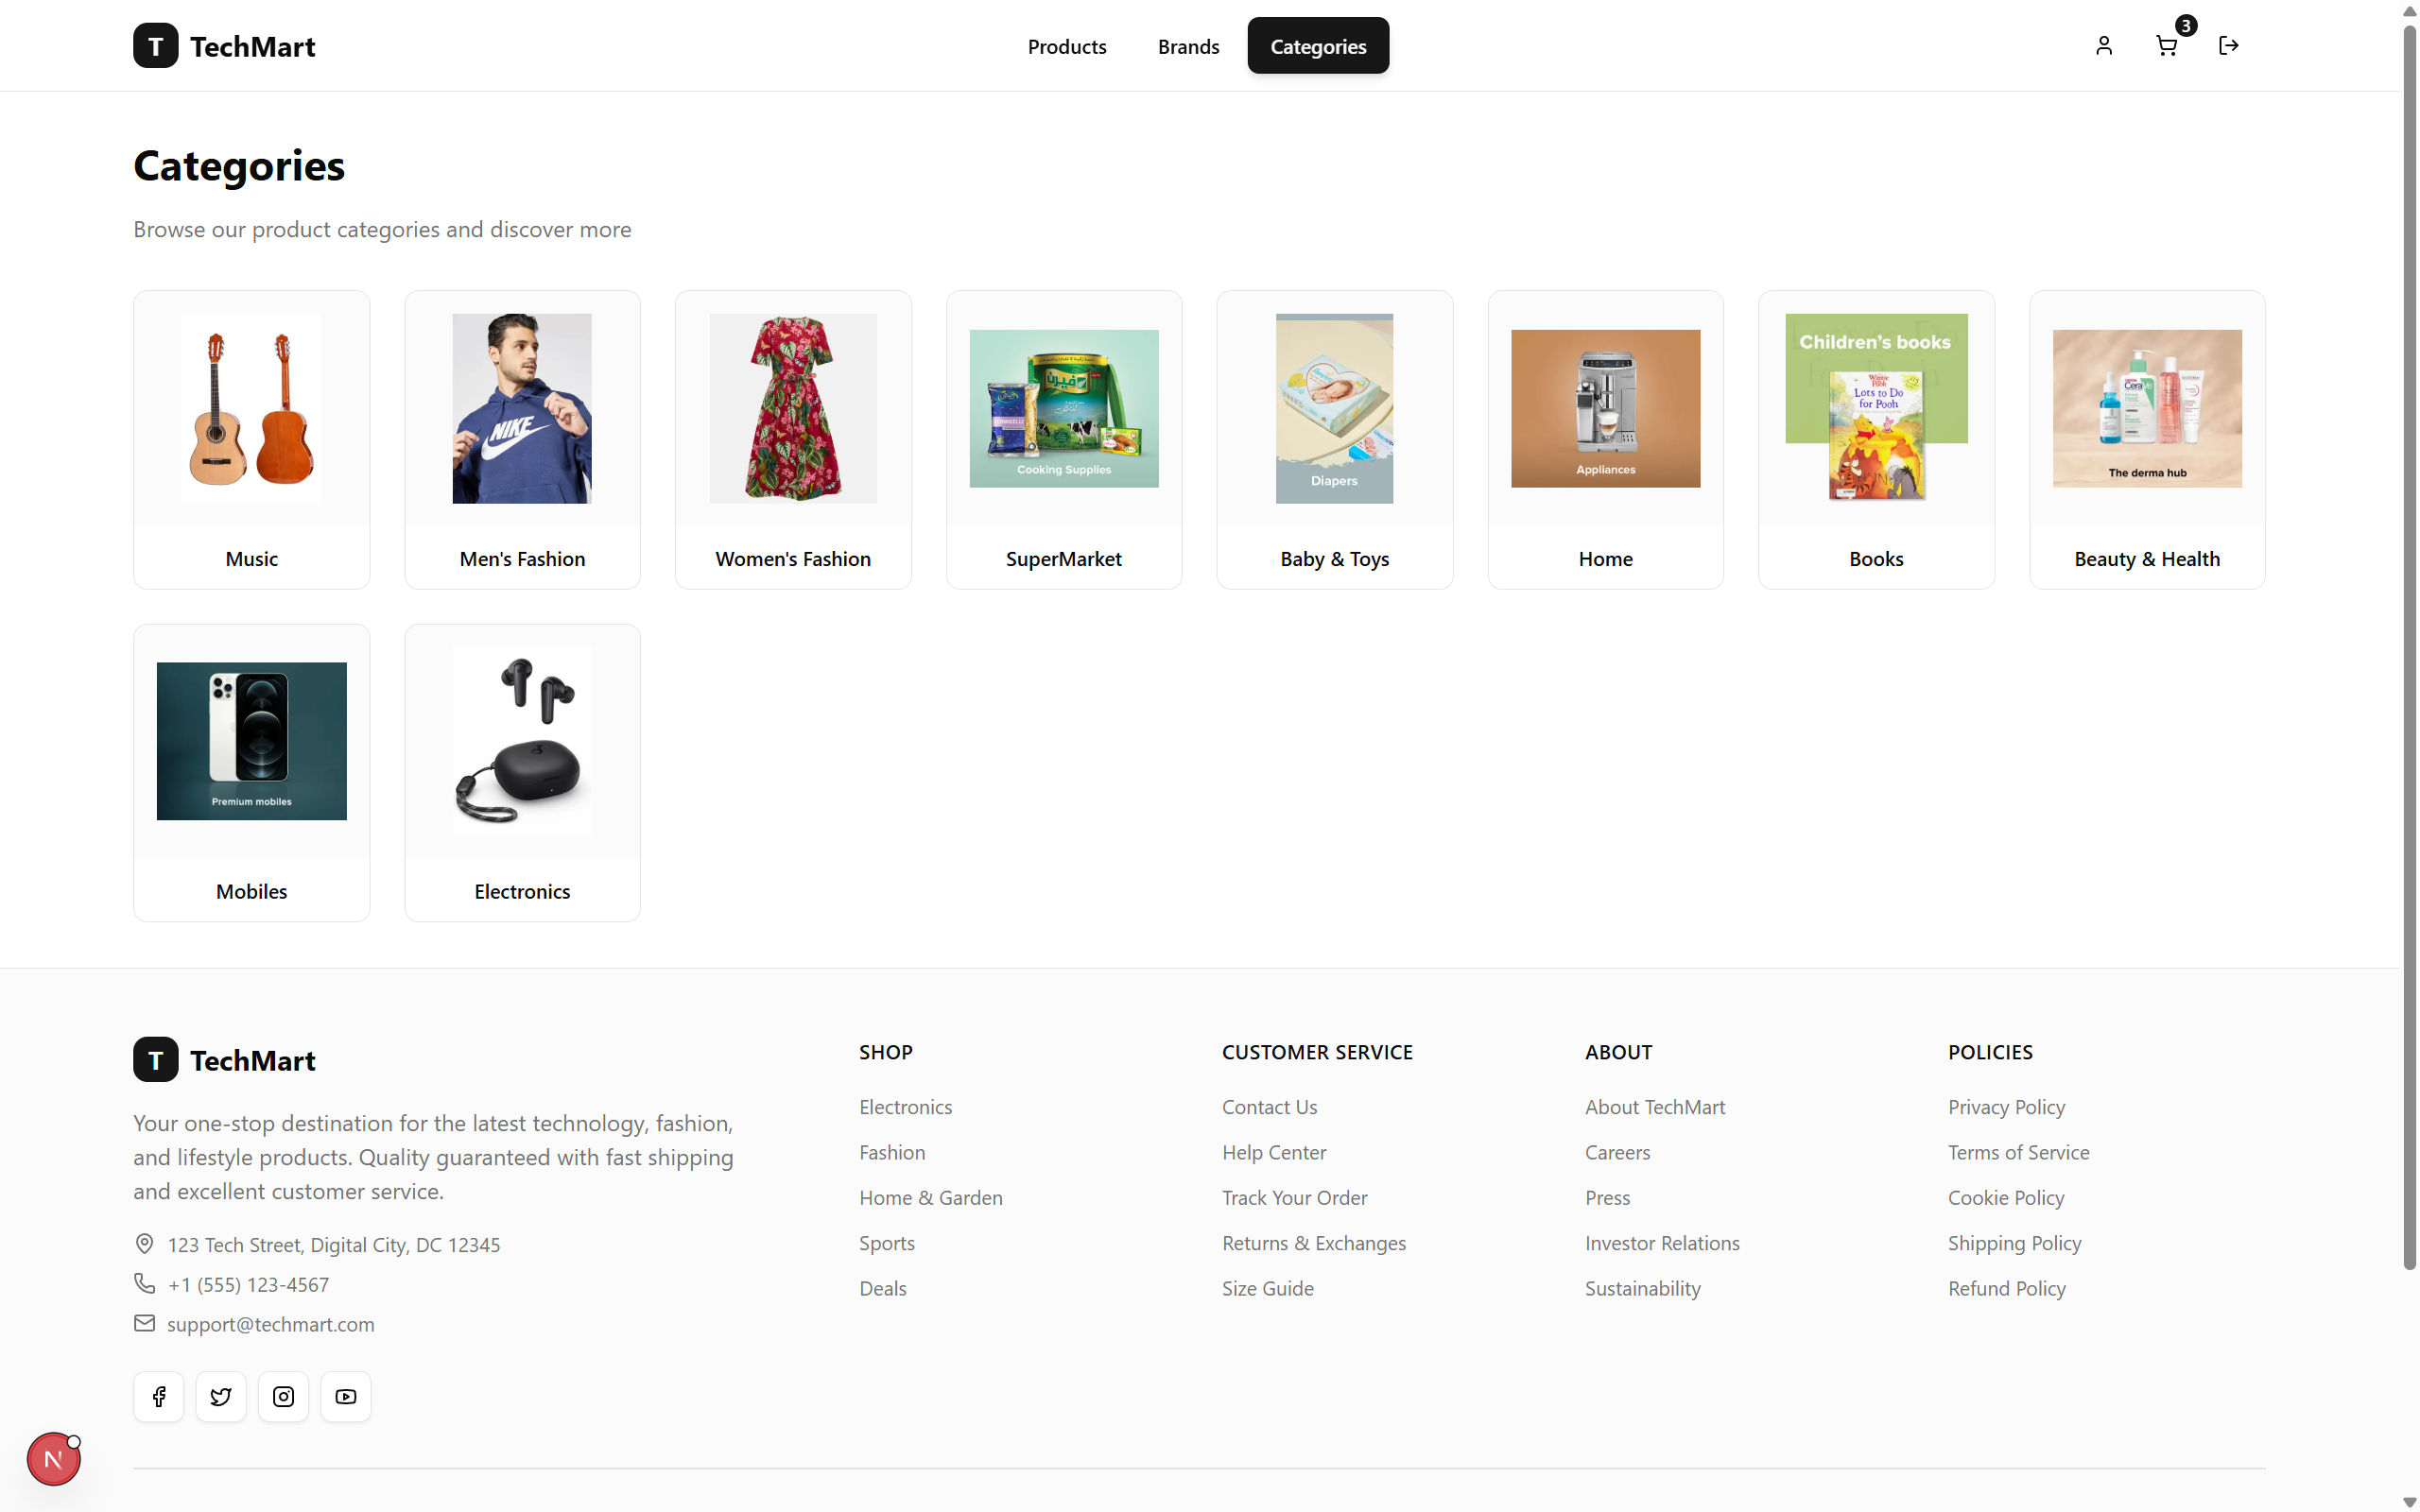 T TechMart
Products
Brands
Categories
3
Categories
Browse our product categories and discover more
NIKE
Cooking Supplies
Diapers
Appliances
Children's books
Winnie the Pooh
Lots to Do
for Pooh
CeraVe
The derma hub
Music
Men's Fashion
Women's Fashion
SuperMarket
Baby & Toys
Home
Books
Beauty & Health
Premium mobiles
Mobiles
Electronics
T TechMart
Your one-stop destination for the latest technology, fashion,
and lifestyle products. Quality guaranteed with fast shipping
and excellent customer service.
123 Tech Street, Digital City, DC 12345
+1 (555) 123-4567
support@techmart.com
SHOP
Electronics
Fashion
Home & Garden
Sports
Deals
CUSTOMER SERVICE
Contact Us
Help Center
Track Your Order
Returns & Exchanges
Size Guide
ABOUT
About TechMart
Careers
Press
Investor Relations
Sustainability
POLICIES
Privacy Policy
Terms of Service
Cookie Policy
Shipping Policy
Refund Policy
N